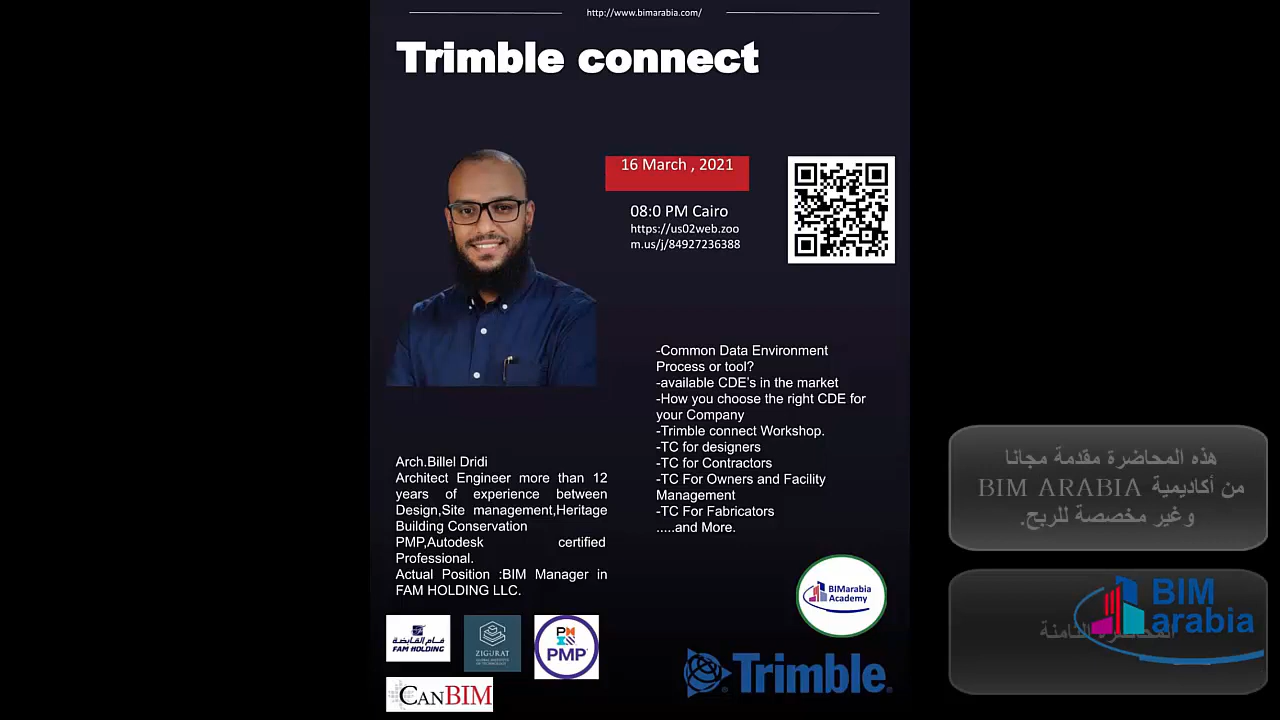 http://www.bimarabia.com/
Trimble connect
16 March , 2021
08:0 PM Cairo
https://us02web.zoo
m.us/j/84927236388
-Common Data Environment
Process or tool?
-available CDE's in the market
-How you choose the right CDE for
your Company
-Trimble connect Workshop.
-TC for designers
-TC for Contractors
-TC For Owners and Facility
Management
-TC For Fabricators
.....and More.
Arch.Billel Dridi
Architect Engineer more than 12
years of experience between
Design,Site management,Heritage
Building Conservation
PMP,Autodesk certified
Professional.
Actual Position :BIM Manager in
FAM HOLDING LLC.
BIMarabia
Academy
فام القابضة
FAM HOLDING
ZIGURAT
GLOBAL INSTITUTE
OF TECHNOLOGY
PMP
CANBIM
Trimble
هذه المحاضرة مقدمة مجانا
من أكاديمية BIM ARABIA
وغير مخصصة للربح.
BIM
arabia
الثامنة